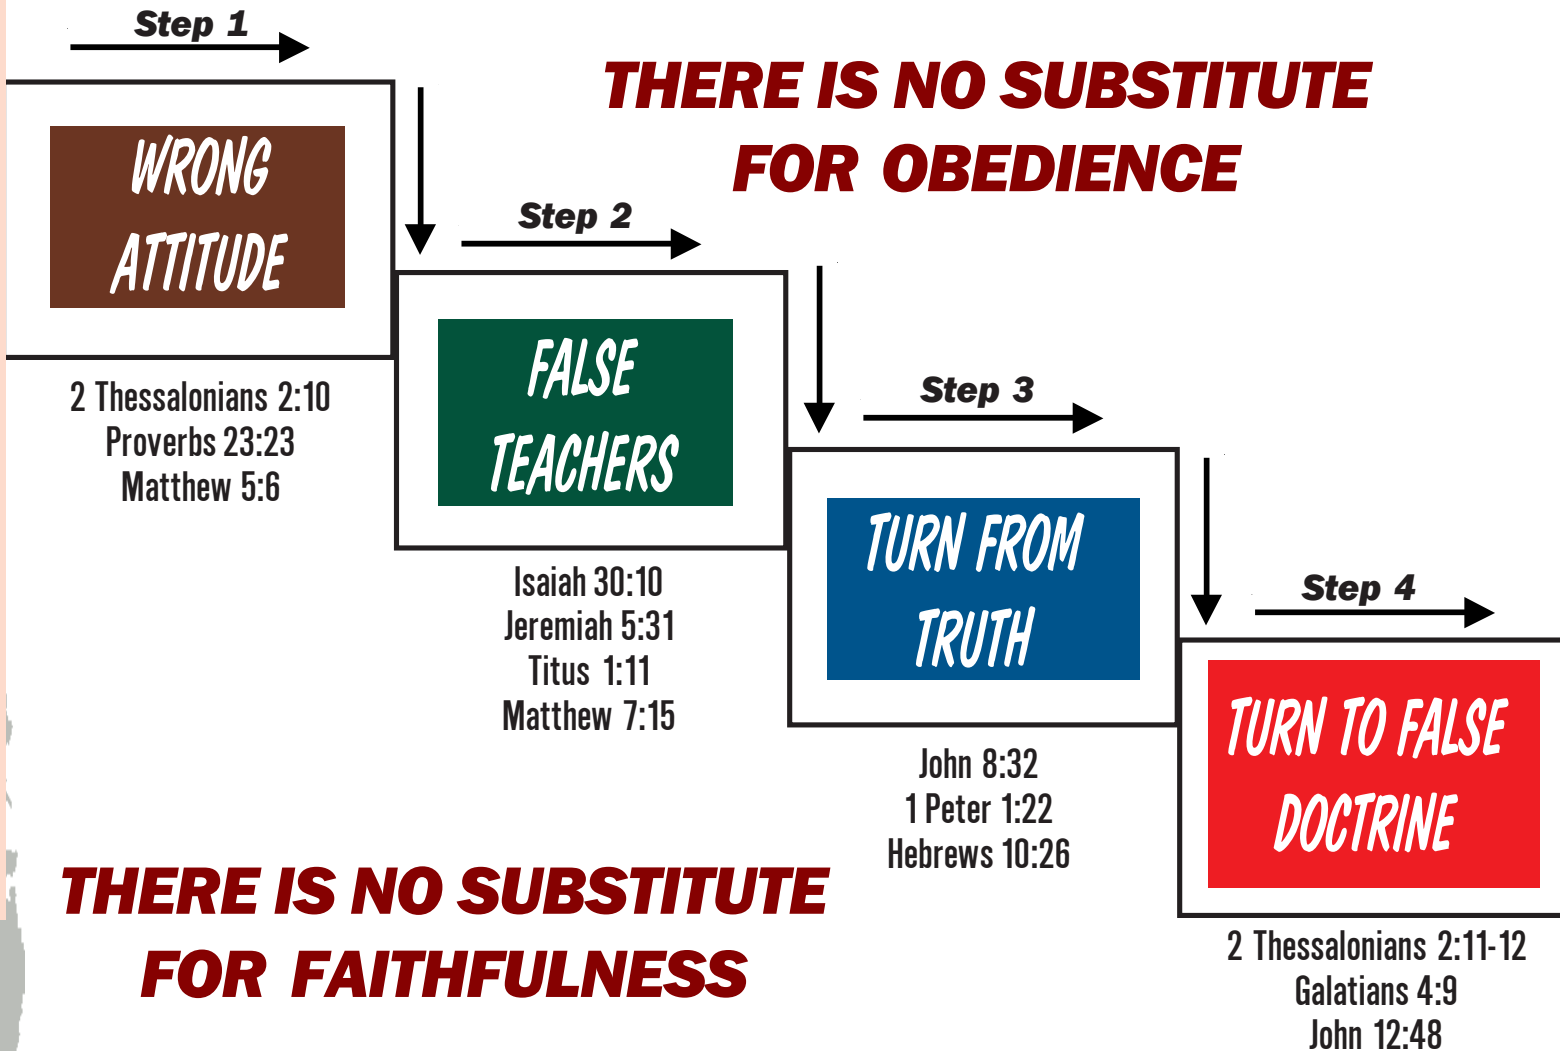 Step 1
THERE IS NO SUBSTITUTE
FOR OBEDIENCE
WRONG
ATTITUDE
2 Thessalonians 2:10
Proverbs 23:23
Matthew 5:6
Step 2
FALSE
TEACHERS
Isaiah 30:10
Jeremiah 5:31
Titus 1:11
Matthew 7:15
Step 3
TURN FROM
TRUTH
John 8:32
1 Peter 1:22
Hebrews 10:26
Step 4
TURN TO FALSE
DOCTRINE
2 Thessalonians 2:11-12
Galatians 4:9
John 12:48
THERE IS NO SUBSTITUTE
FOR FAITHFULNESS